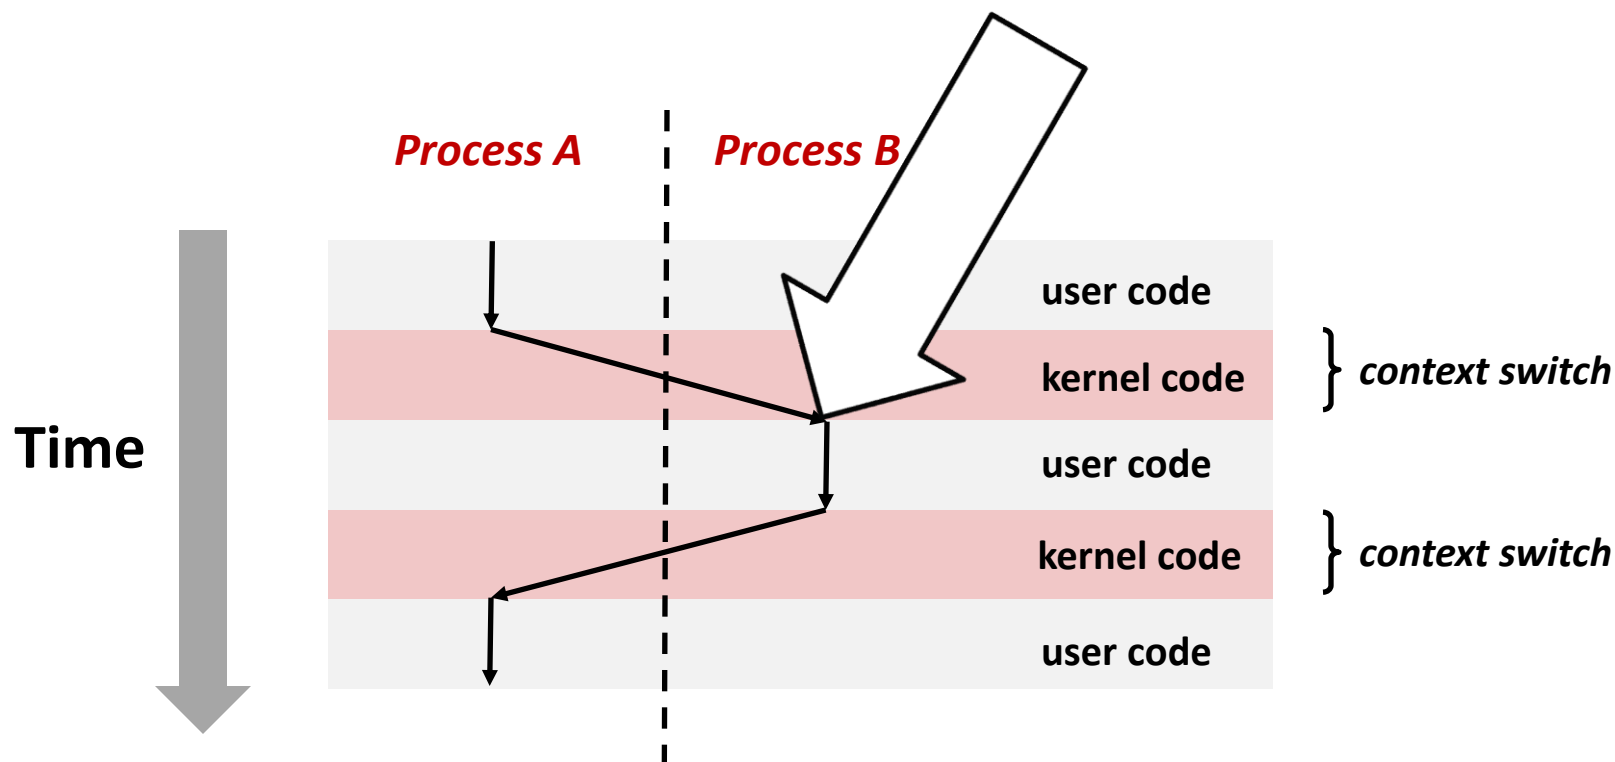 Process A
Process B
user code
kernel code
context switch
Time
user code
kernel code
context switch
user code